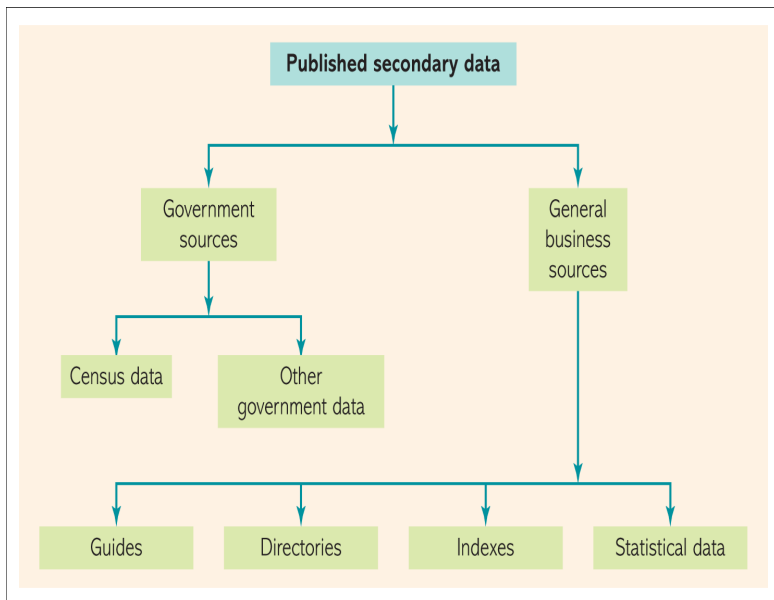 Published secondary data
Government
sources
General
business
sources
Census data
Other
government data
Guides
Directories
Indexes
Statistical data